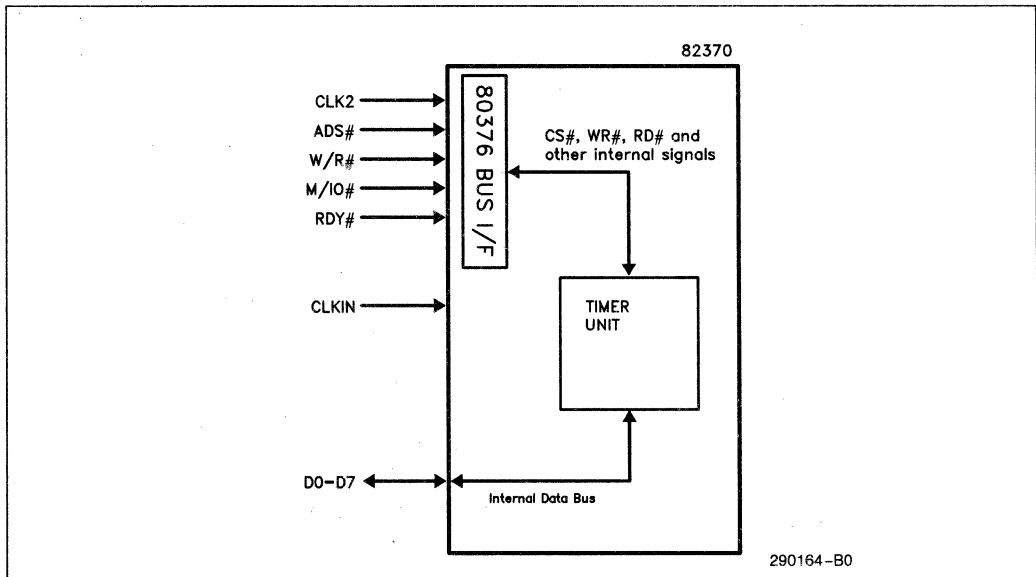 82370
CLK2
ADS#
W/R#
M/IO#
RDY#
80376 BUS I/F
CS#, WR#, RD# and
other internal signals
CLKIN
TIMER
UNIT
D0–D7
Internal Data Bus
290164–B0